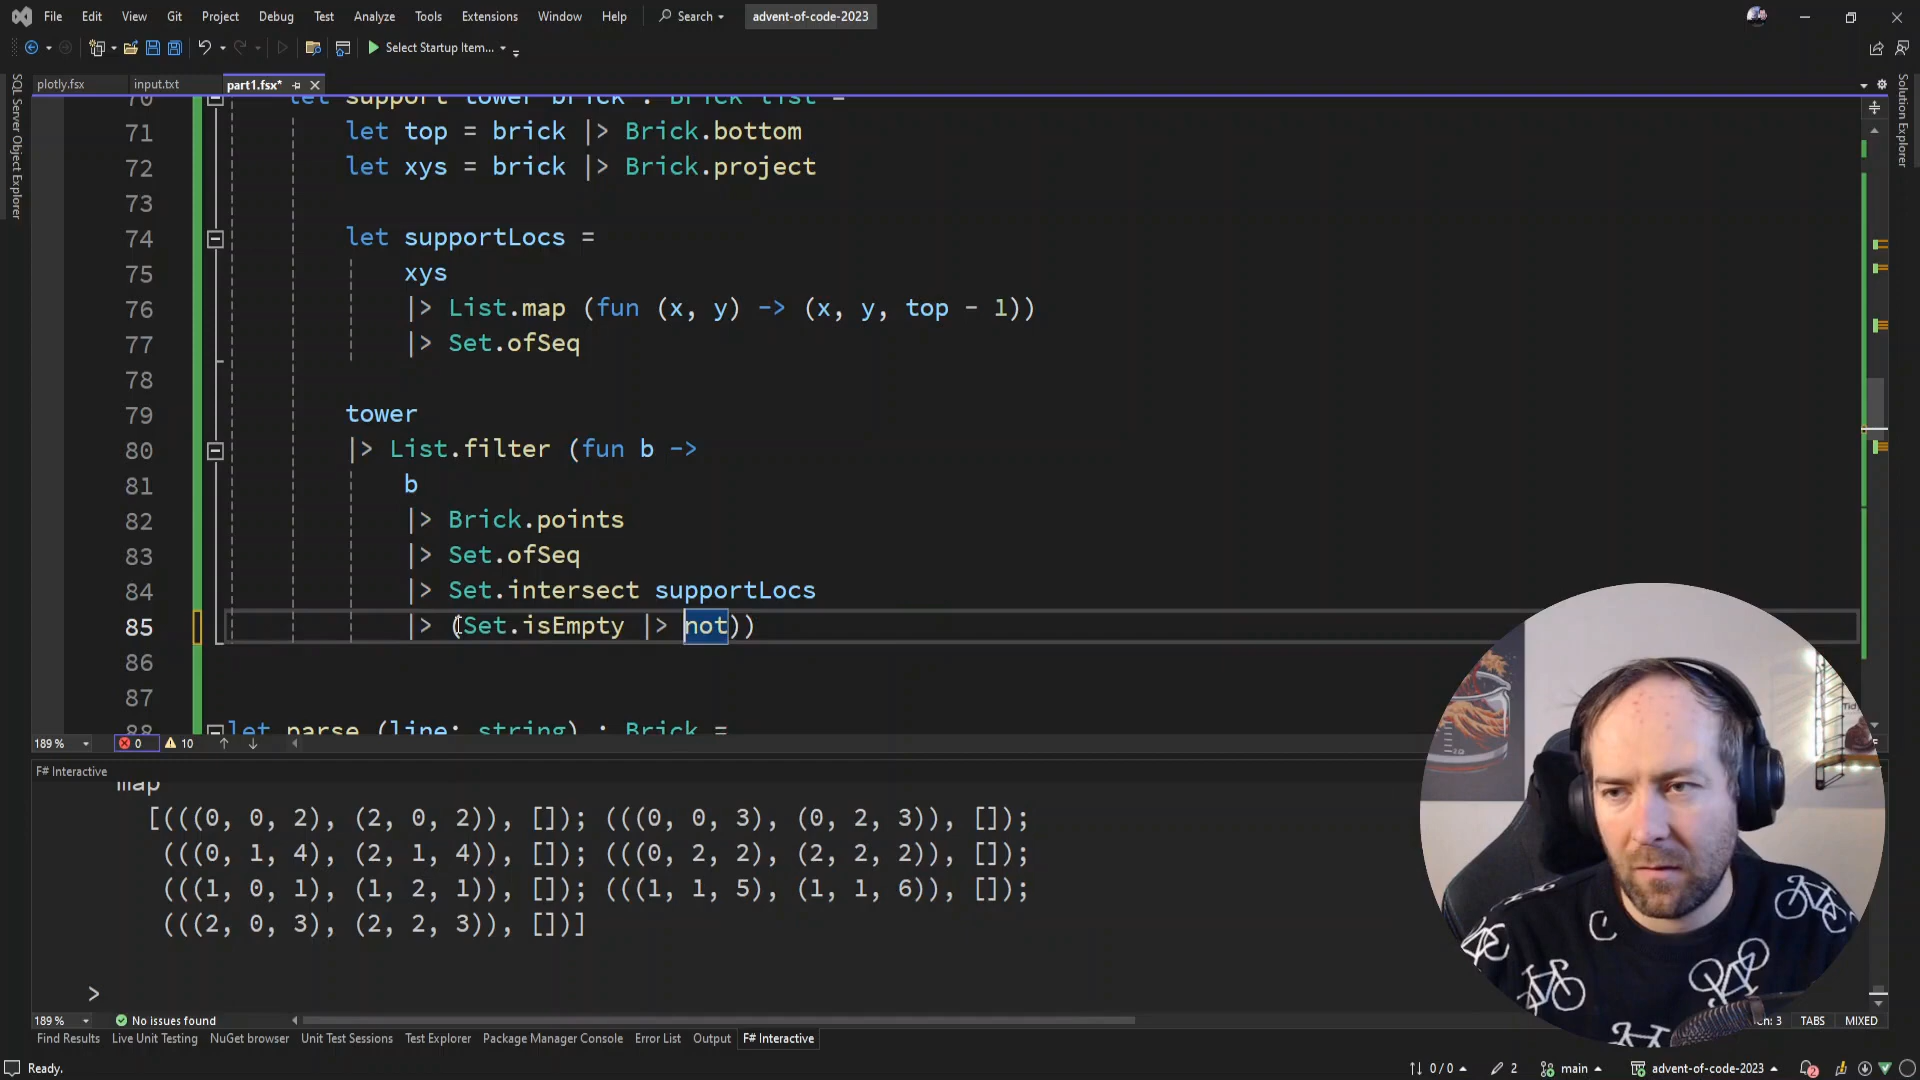 File Edit View Git Project Debug Test Analyze Tools Extensions Window Help Search advent-of-code-2023
Select Startup Item...
plotly.fsx input.txt part1.fsx*
SQL Server Object Explorer
Solution Explorer
70 let support tower brick : Brick list =
71 let top = brick |> Brick.bottom
72 let xys = brick |> Brick.project
73
74 let supportLocs =
75 xys
76 |> List.map (fun (x, y) -> (x, y, top - 1))
77 |> Set.ofSeq
78
79 tower
80 |> List.filter (fun b ->
81 b
82 |> Brick.points
83 |> Set.ofSeq
84 |> Set.intersect supportLocs
85 |> (Set.isEmpty |> not))
86
87
88 let parse (line: string) : Brick =
189 % 0 10
F# Interactive
map
[(((0, 0, 2), (2, 0, 2)), []); (((0, 0, 3), (0, 2, 3)), []);
(((0, 1, 4), (2, 1, 4)), []); (((0, 2, 2), (2, 2, 2)), []);
(((1, 0, 1), (1, 2, 1)), []); (((1, 1, 5), (1, 1, 6)), []);
(((2, 0, 3), (2, 2, 3)), [])]
>
189 % No issues found Ch: 3 TABS MIXED
Find Results Live Unit Testing NuGet browser Unit Test Sessions Test Explorer Package Manager Console Error List Output F# Interactive
Ready. 0 / 0 2 main advent-of-code-2023 2